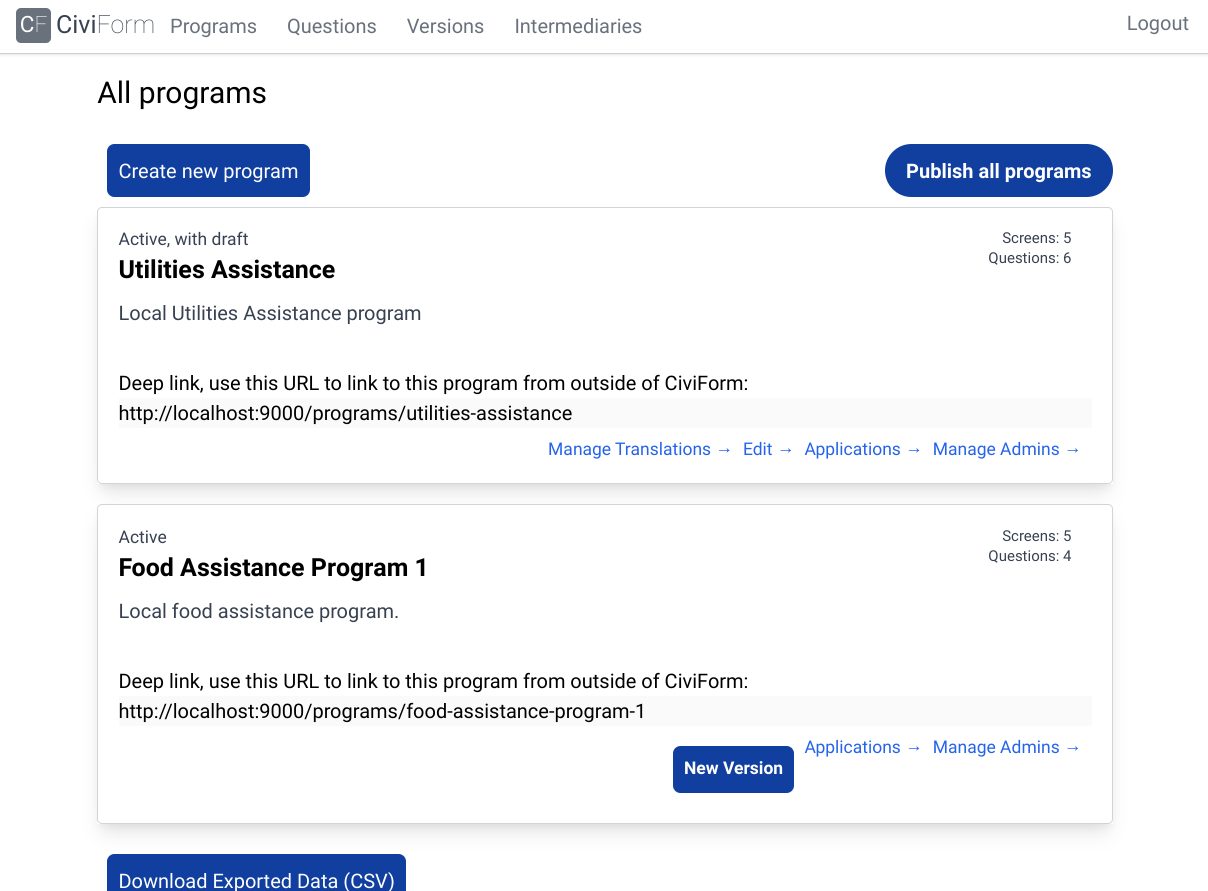 CF CiviForm Programs Questions Versions Intermediaries Logout
All programs
Create new program Publish all programs
Active, with draft Screens: 5
Utilities Assistance Questions: 6
Local Utilities Assistance program
Deep link, use this URL to link to this program from outside of CiviForm:
http://localhost:9000/programs/utilities-assistance
Manage Translations → Edit → Applications → Manage Admins →
Active Screens: 5
Food Assistance Program 1 Questions: 4
Local food assistance program.
Deep link, use this URL to link to this program from outside of CiviForm:
http://localhost:9000/programs/food-assistance-program-1
New Version Applications → Manage Admins →
Download Exported Data (CSV)